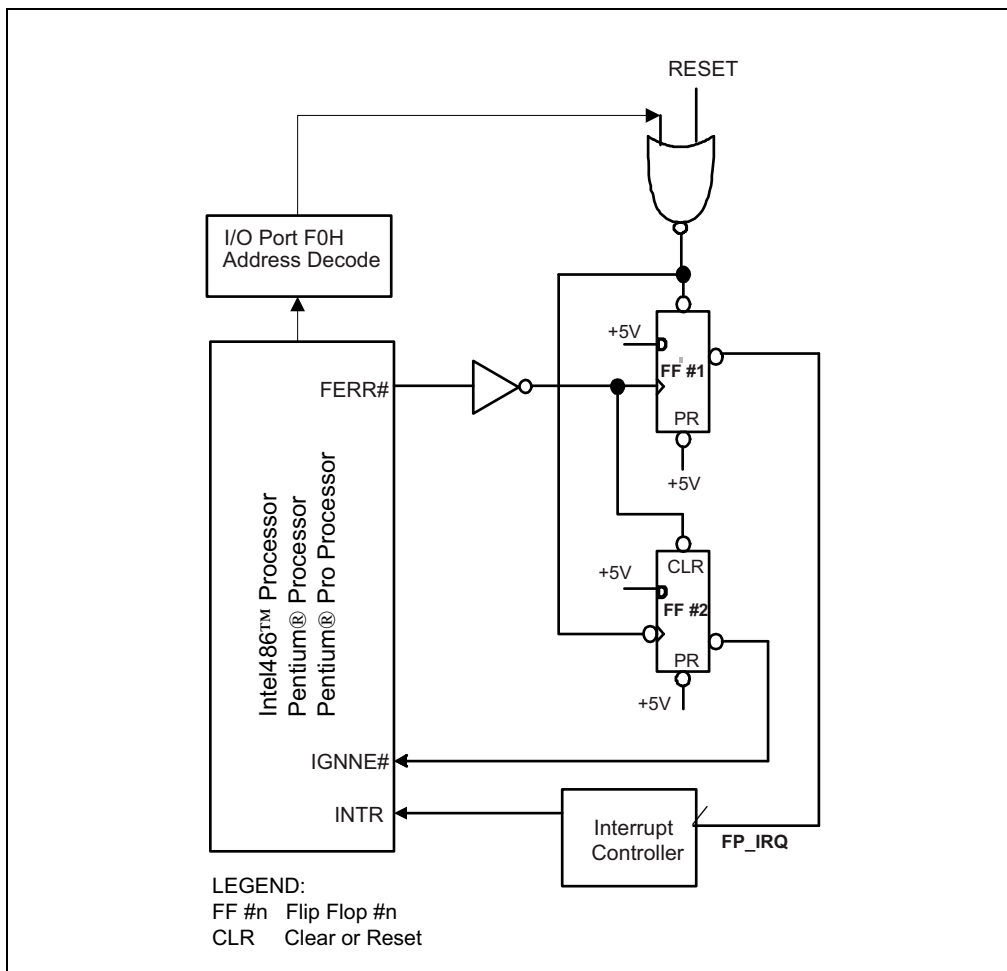 RESET
I/O Port F0H
Address Decode
+5V
FF #1
FERR#
PR
+5V
CLR
+5V
FF #2
PR
+5V
Intel486™ Processor
Pentium® Processor
Pentium® Pro Processor
IGNNE#
INTR
Interrupt
Controller
FP_IRQ
LEGEND:
FF #n Flip Flop #n
CLR Clear or Reset